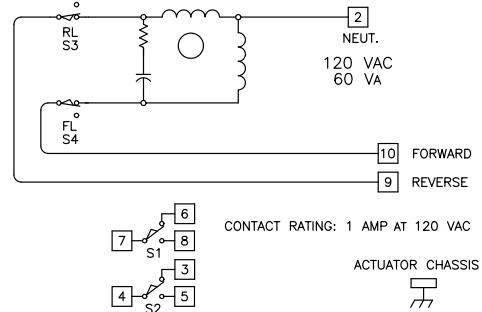 RL
S3
2
NEUT.
120 VAC
60 VA
FL
S4
10 FORWARD
9 REVERSE
6
7 8
S1
CONTACT RATING: 1 AMP AT 120 VAC
3
4 5
S2
ACTUATOR CHASSIS